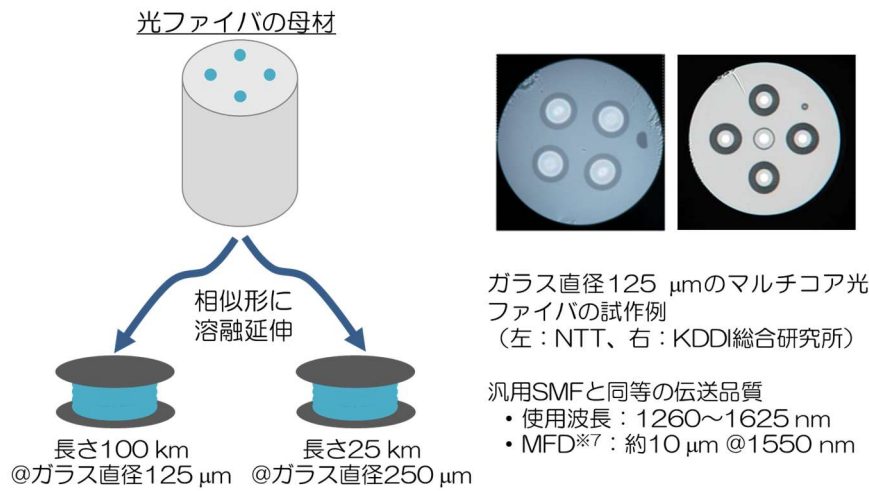 光ファイバの母材
相似形に
溶融延伸
長さ100 km
@ガラス直径125 μm
長さ25 km
@ガラス直径250 μm
ガラス直径125 μmのマルチコア光
ファイバの試作例
（左：NTT、右：KDDI総合研究所）
汎用SMFと同等の伝送品質
・使用波長：1260～1625 nm
・MFD※7：約10 μm @1550 nm